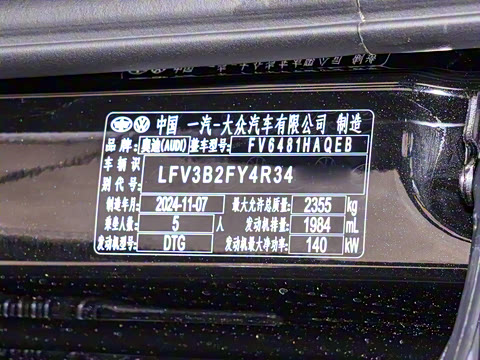 中国 一汽-大众汽车有限公司 制造
品牌: 奥迪(AUDI) 整车型号: FV6481HAQEB
车辆识别代号: LFV3B2FY4R34
制造年月 2024-11-07 最大允许总质量: 2355 kg
乘坐人数: 5 人 发动机排量: 1984 mL
发动机型号: DTG 发动机最大净功率: 140 kW